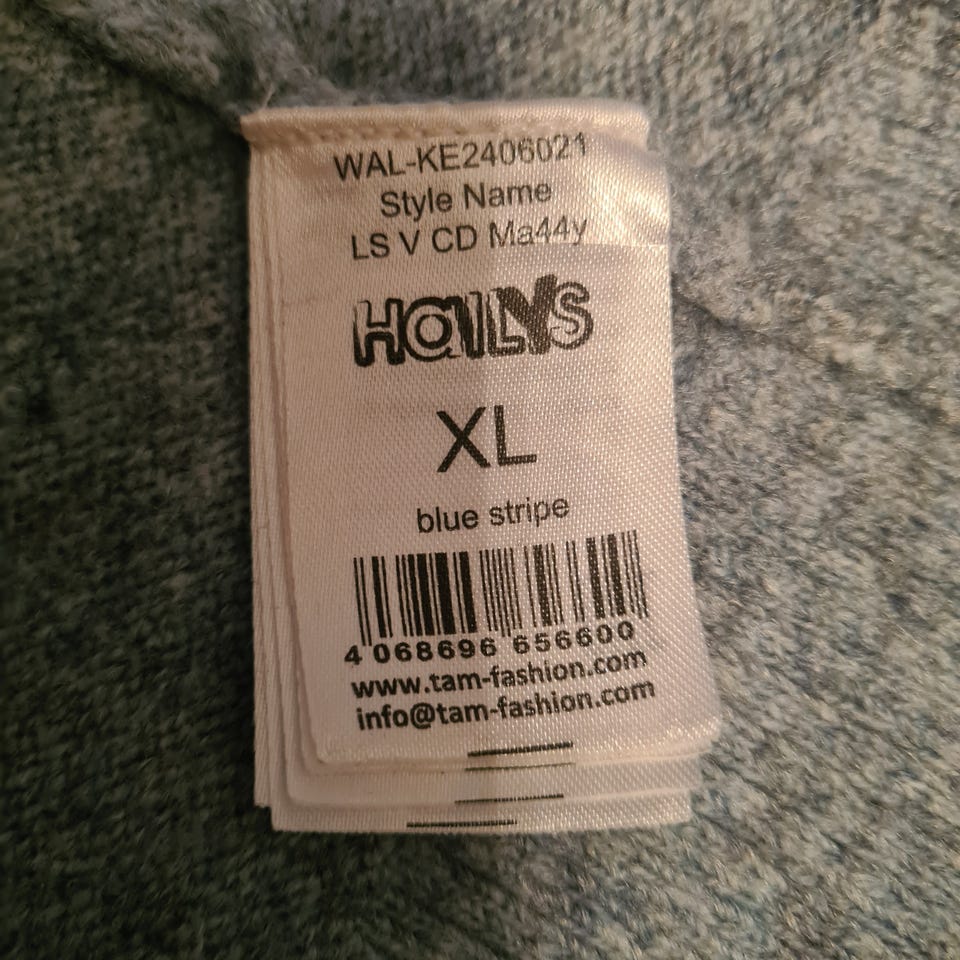 WAL-KE2406021
Style Name
LS V CD Ma44y
HaILYS
XL
blue stripe
4 068696 656600
www.tam-fashion.com
info@tam-fashion.com